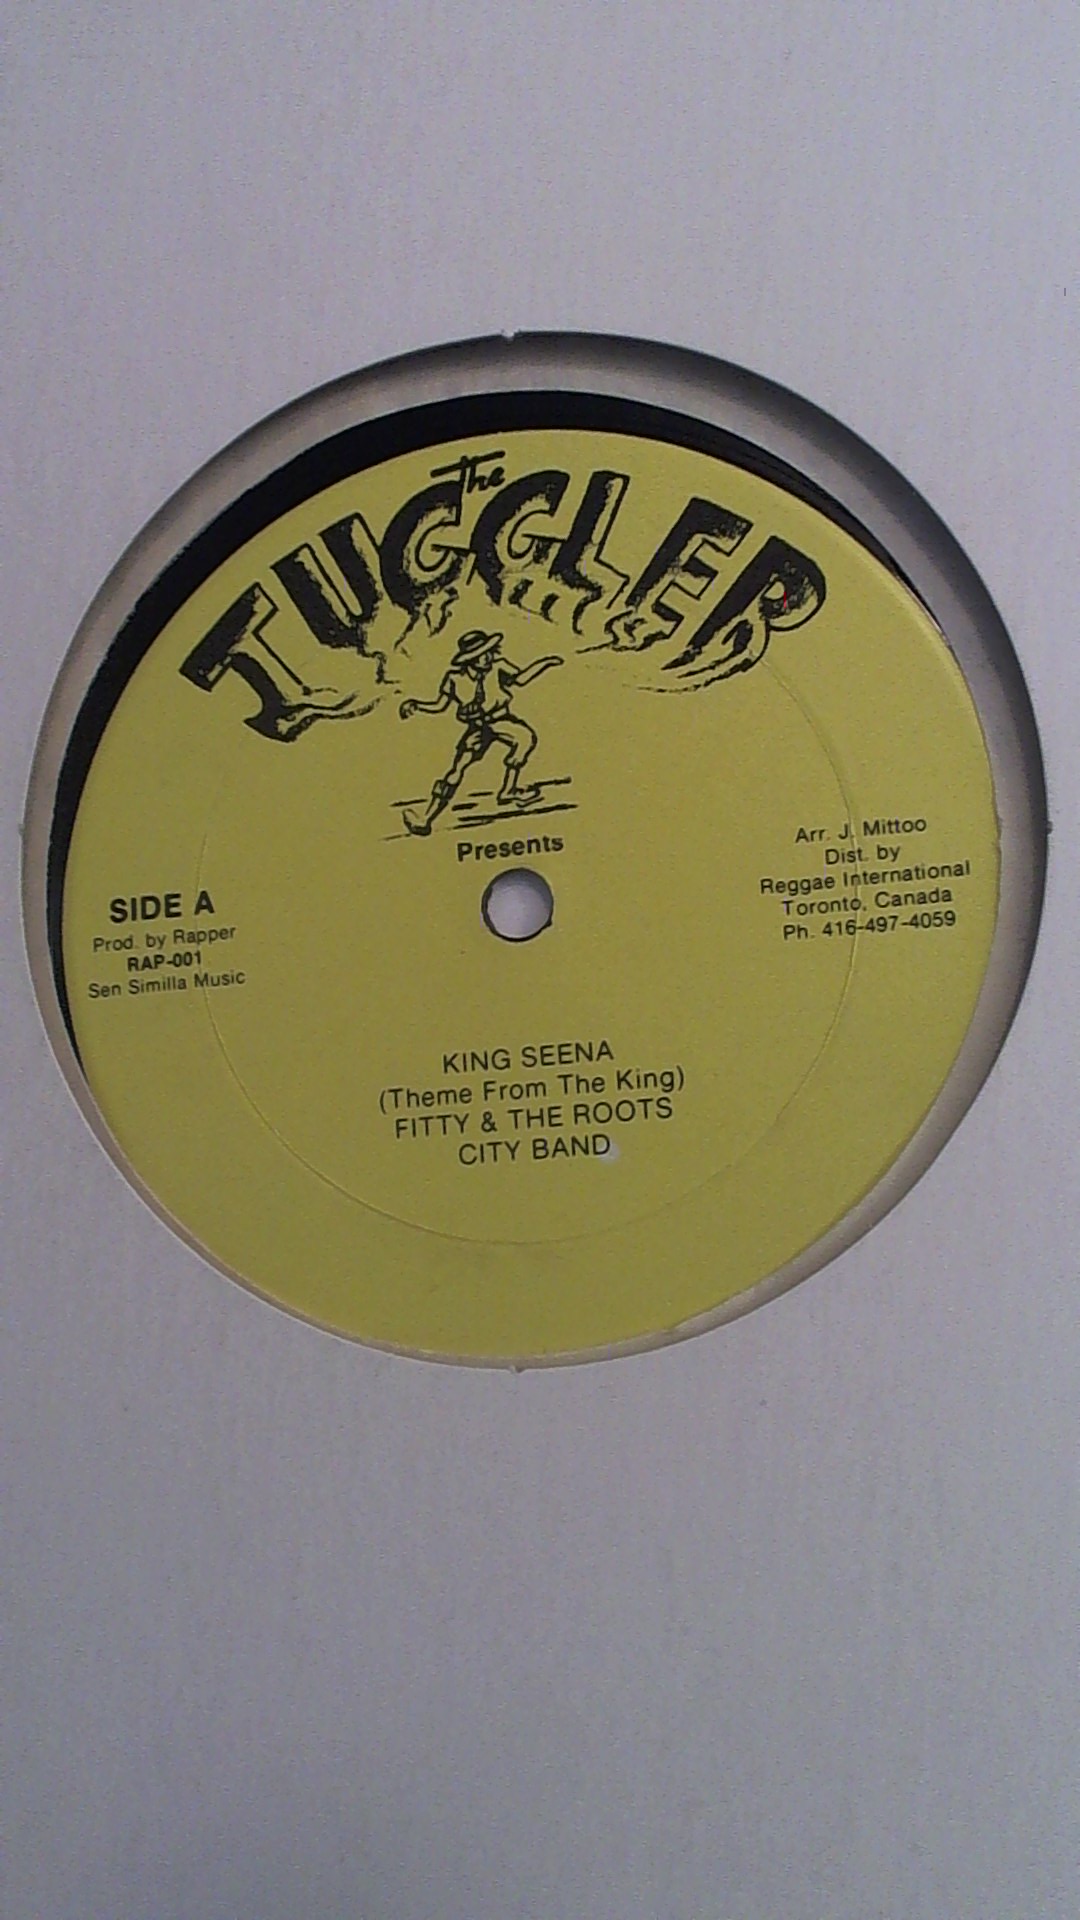 The
JUGGLER
Presents
SIDE A
Prod. by Rapper
RAP-001
Sen Similla Music
Arr. J. Mittoo
Dist. by
Reggae International
Toronto, Canada
Ph. 416-497-4059
KING SEENA
(Theme From The King)
FITTY & THE ROOTS
CITY BAND